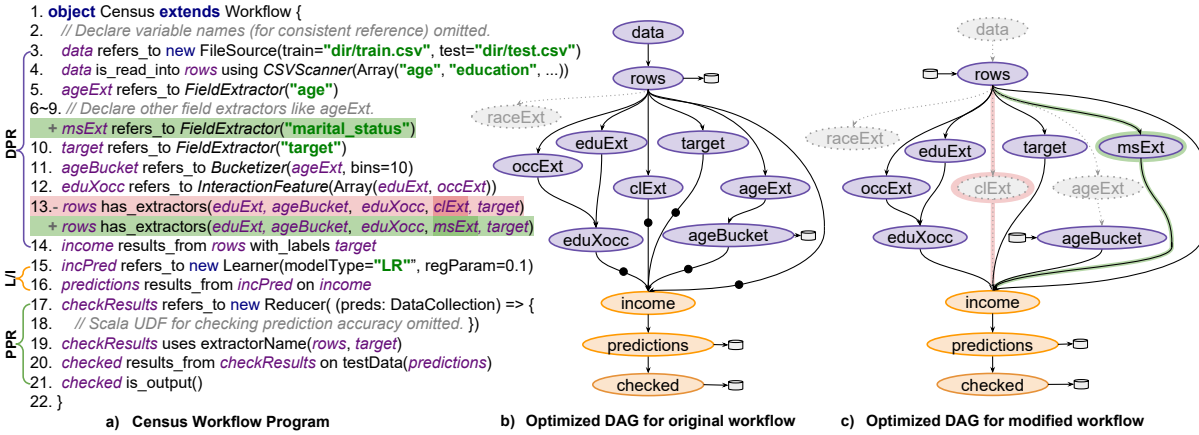 1. object Census extends Workflow {
2. // Declare variable names (for consistent reference) omitted.
3. data refers_to new FileSource(train="dir/train.csv", test="dir/test.csv")
4. data is_read_into rows using CSVScanner(Array("age", "education", ...))
5. ageExt refers_to FieldExtractor("age")
6~9. // Declare other field extractors like ageExt.
+ msExt refers_to FieldExtractor("marital_status")
10. target refers_to FieldExtractor("target")
11. ageBucket refers_to Bucketizer(ageExt, bins=10)
12. eduXocc refers_to InteractionFeature(Array(eduExt, occExt))
13.- rows has_extractors(eduExt, ageBucket, eduXocc, clExt, target)
+ rows has_extractors(eduExt, ageBucket, eduXocc, msExt, target)
14. income results_from rows with_labels target
15. incPred refers_to new Learner(modelType="LR"", regParam=0.1)
16. predictions results_from incPred on income
17. checkResults refers_to new Reducer( (preds: DataCollection) => {
18. // Scala UDF for checking prediction accuracy omitted. })
19. checkResults uses extractorName(rows, target)
20. checked results_from checkResults on testData(predictions)
21. checked is_output()
22. }
DPR
L/I
PPR
a) Census Workflow Program
data
rows
raceExt
eduExt
target
occExt
clExt
ageExt
eduXocc
ageBucket
income
predictions
checked
b) Optimized DAG for original workflow
data
rows
raceExt
eduExt
target
msExt
occExt
clExt
ageExt
eduXocc
ageBucket
income
predictions
checked
c) Optimized DAG for modified workflow